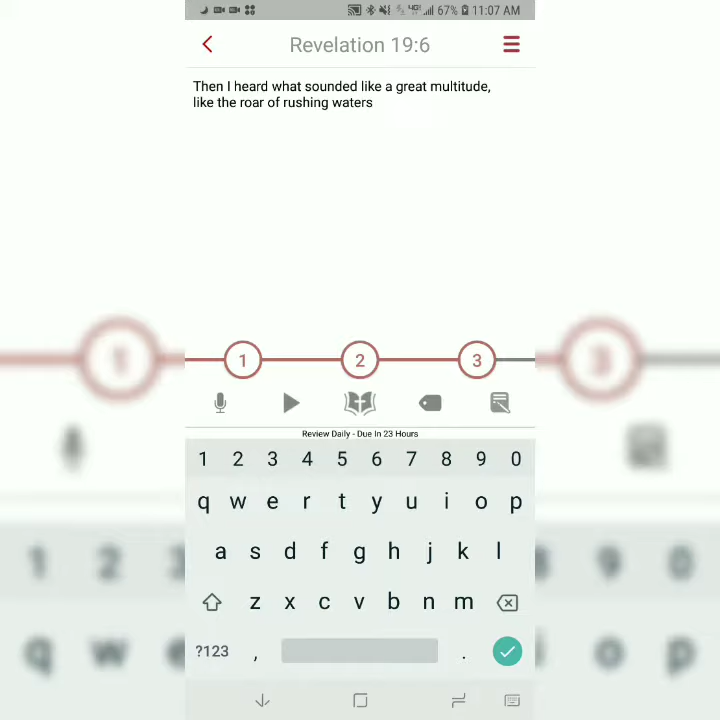 67% 11:07 AM
Revelation 19:6
Then I heard what sounded like a great multitude,
like the roar of rushing waters
1 2 3
Review Daily - Due In 23 Hours
1 2 3 4 5 6 7 8 9 0
q w e r t y u i o p
a s d f g h j k l
z x c v b n m
?123 , .